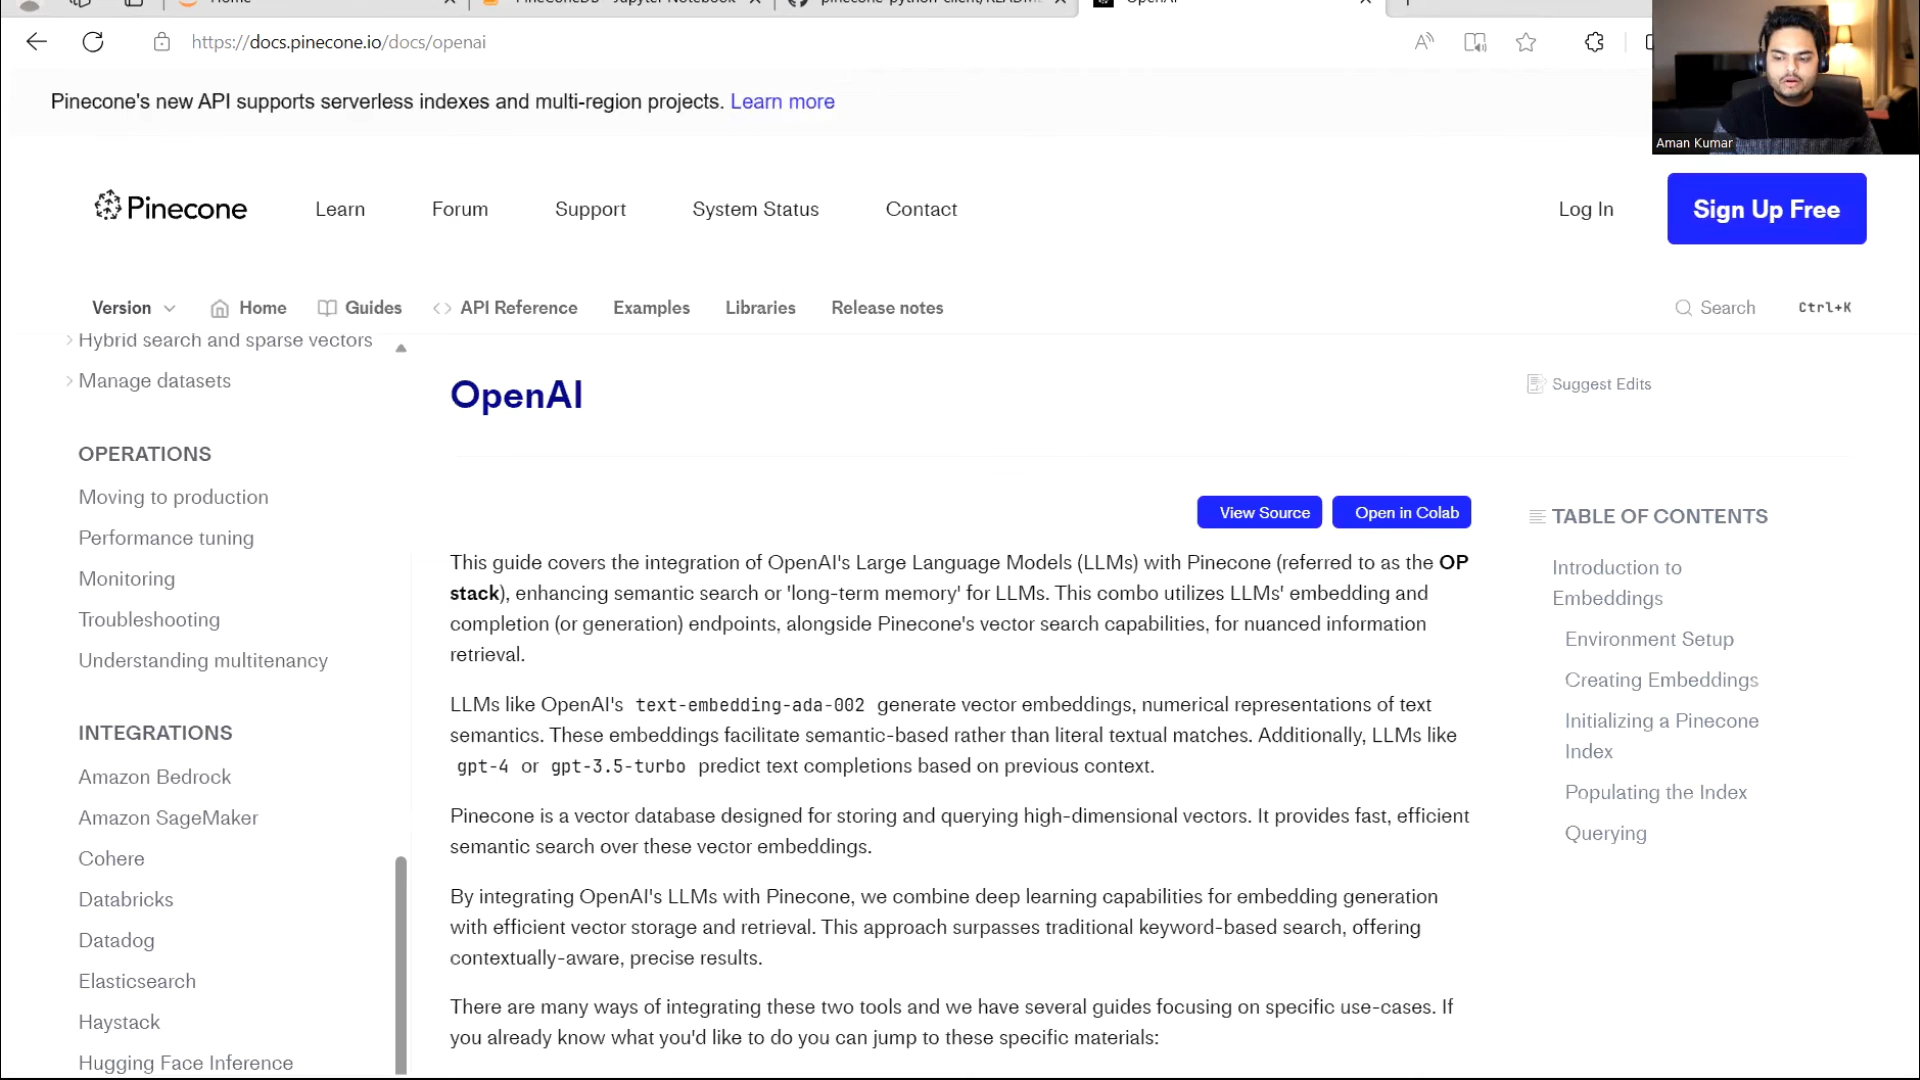 Home
PineConeDB - Jupyter Notebook
pinecone-python-client/README
OpenAI
https://docs.pinecone.io/docs/openai
Aman Kumar
Pinecone's new API supports serverless indexes and multi-region projects. Learn more
Pinecone
Learn
Forum
Support
System Status
Contact
Log In
Sign Up Free
Version
Home
Guides
API Reference
Examples
Libraries
Release notes
Search
Ctrl+K
Hybrid search and sparse vectors
Manage datasets
OPERATIONS
Moving to production
Performance tuning
Monitoring
Troubleshooting
Understanding multitenancy
INTEGRATIONS
Amazon Bedrock
Amazon SageMaker
Cohere
Databricks
Datadog
Elasticsearch
Haystack
Hugging Face Inference
OpenAI
Suggest Edits
View Source
Open in Colab
This guide covers the integration of OpenAI's Large Language Models (LLMs) with Pinecone (referred to as the OP
stack), enhancing semantic search or 'long-term memory' for LLMs. This combo utilizes LLMs' embedding and
completion (or generation) endpoints, alongside Pinecone's vector search capabilities, for nuanced information
retrieval.
LLMs like OpenAI's text-embedding-ada-002 generate vector embeddings, numerical representations of text
semantics. These embeddings facilitate semantic-based rather than literal textual matches. Additionally, LLMs like
gpt-4 or gpt-3.5-turbo predict text completions based on previous context.
Pinecone is a vector database designed for storing and querying high-dimensional vectors. It provides fast, efficient
semantic search over these vector embeddings.
By integrating OpenAI's LLMs with Pinecone, we combine deep learning capabilities for embedding generation
with efficient vector storage and retrieval. This approach surpasses traditional keyword-based search, offering
contextually-aware, precise results.
There are many ways of integrating these two tools and we have several guides focusing on specific use-cases. If
you already know what you'd like to do you can jump to these specific materials:
TABLE OF CONTENTS
Introduction to
Embeddings
Environment Setup
Creating Embeddings
Initializing a Pinecone
Index
Populating the Index
Querying